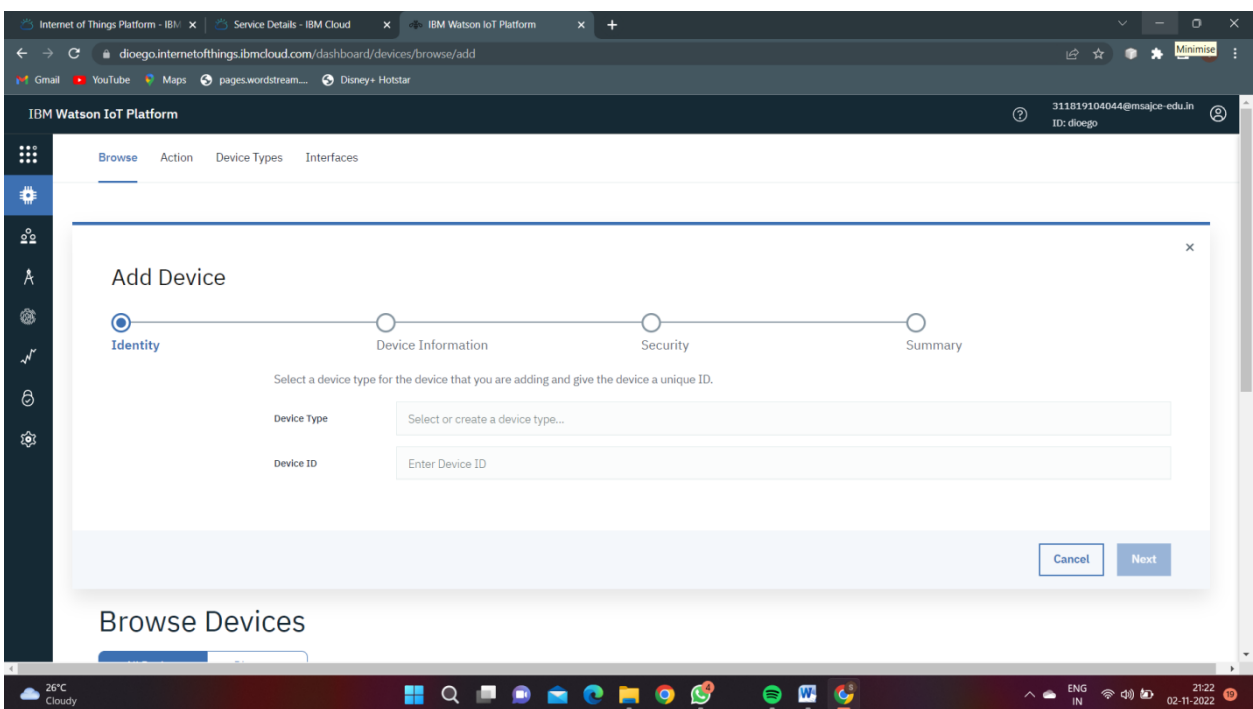 Internet of Things Platform - IBM
Service Details - IBM Cloud
IBM Watson IoT Platform
dioego.internetofthings.ibmcloud.com/dashboard/devices/browse/add
Minimise
Gmail YouTube Maps pages.wordstream.... Disney+ Hotstar
IBM Watson IoT Platform
311819104044@msajce-edu.in
ID: dioego
Browse Action Device Types Interfaces
Add Device
Identity Device Information Security Summary
Select a device type for the device that you are adding and give the device a unique ID.
Device Type Select or create a device type...
Device ID Enter Device ID
Cancel Next
Browse Devices
26°C
Cloudy
4
ENG
IN
21:22
02-11-2022
19